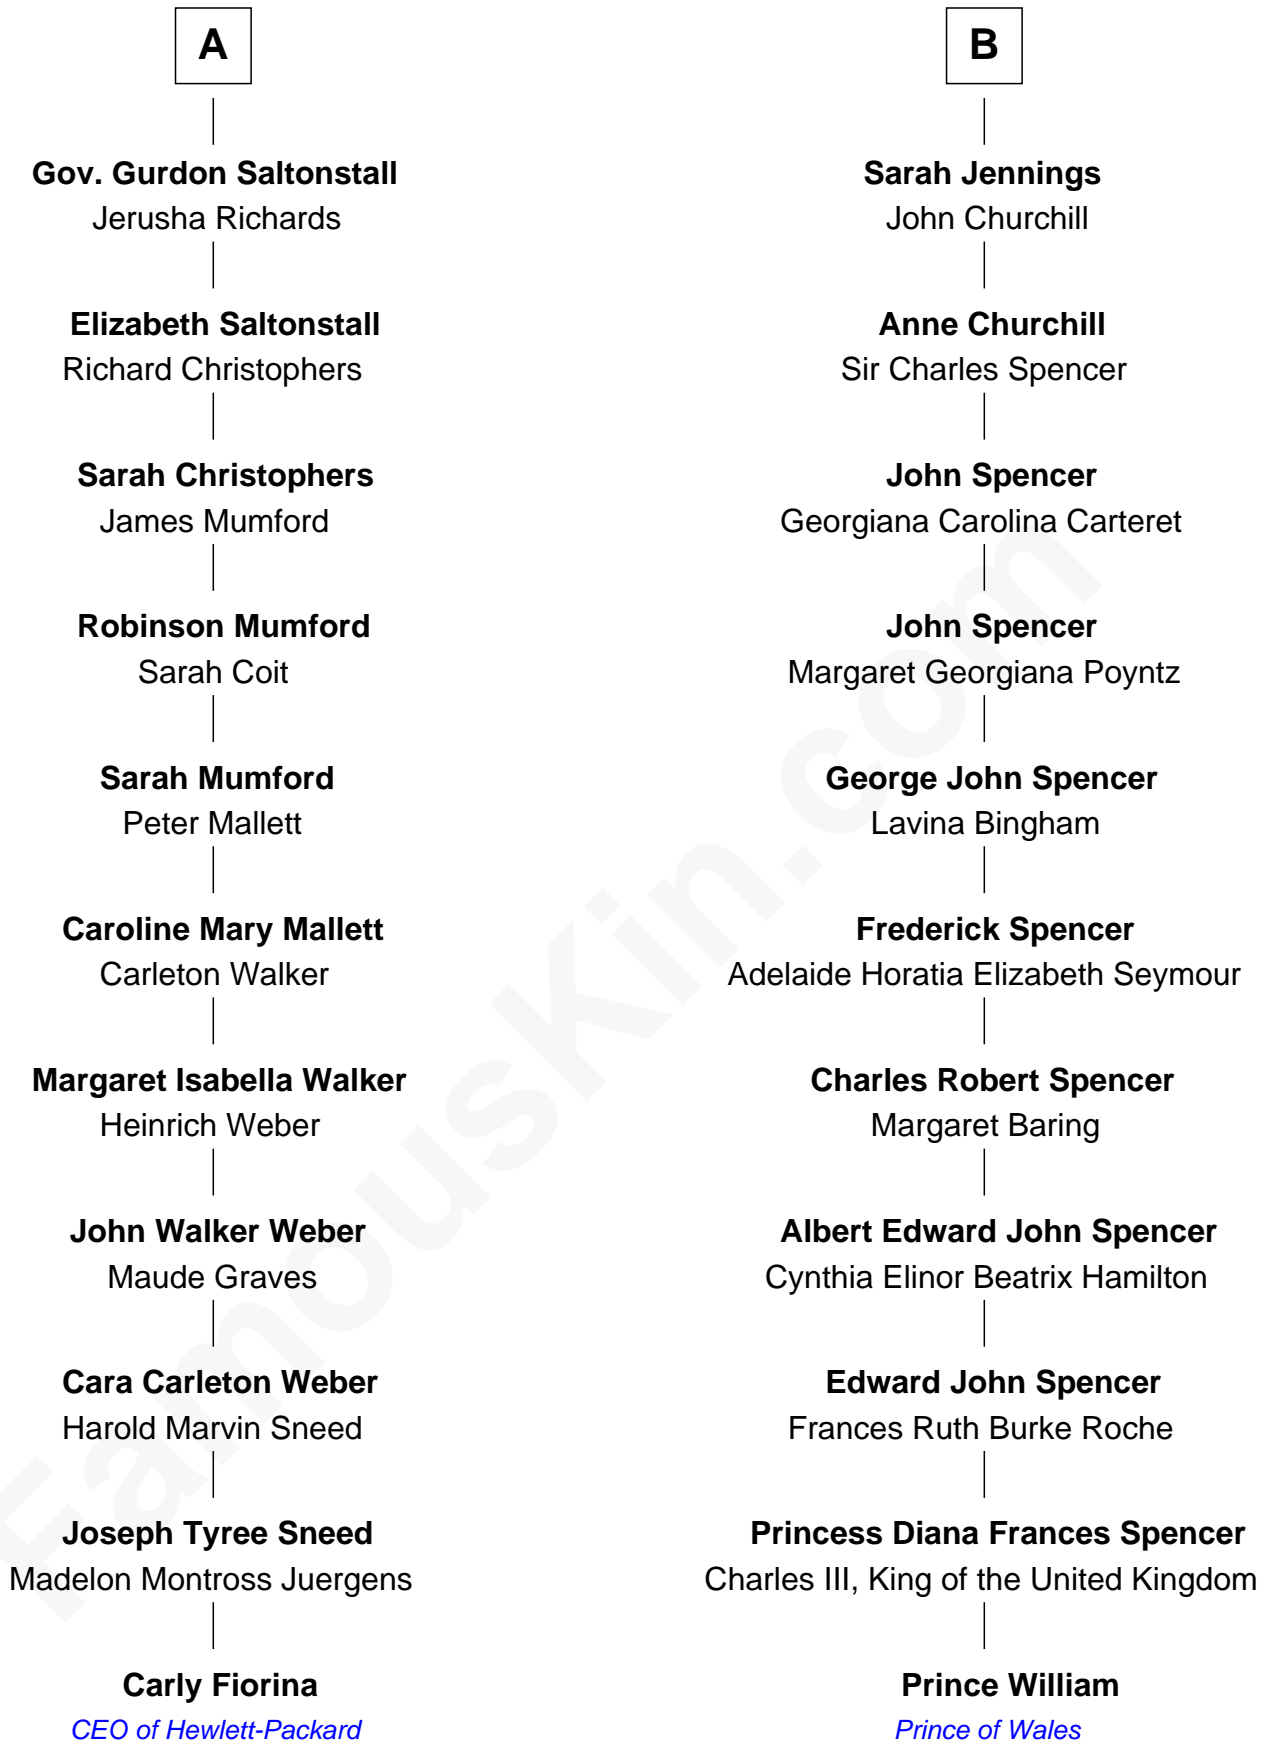 A
Gov. Gurdon Saltonstall
Jerusha Richards
Elizabeth Saltonstall
Richard Christophers
Sarah Christophers
James Mumford
Robinson Mumford
Sarah Coit
Sarah Mumford
Peter Mallett
Caroline Mary Mallett
Carleton Walker
Margaret Isabella Walker
Heinrich Weber
John Walker Weber
Maude Graves
Cara Carleton Weber
Harold Marvin Sneed
Joseph Tyree Sneed
Madelon Montross Juergens
Carly Fiorina
CEO of Hewlett-Packard
B
Sarah Jennings
John Churchill
Anne Churchill
Sir Charles Spencer
John Spencer
Georgiana Carolina Carteret
John Spencer
Margaret Georgiana Poyntz
George John Spencer
Lavina Bingham
Frederick Spencer
Adelaide Horatia Elizabeth Seymour
Charles Robert Spencer
Margaret Baring
Albert Edward John Spencer
Cynthia Elinor Beatrix Hamilton
Edward John Spencer
Frances Ruth Burke Roche
Princess Diana Frances Spencer
Charles III, King of the United Kingdom
Prince William
Prince of Wales
FamousKin.com